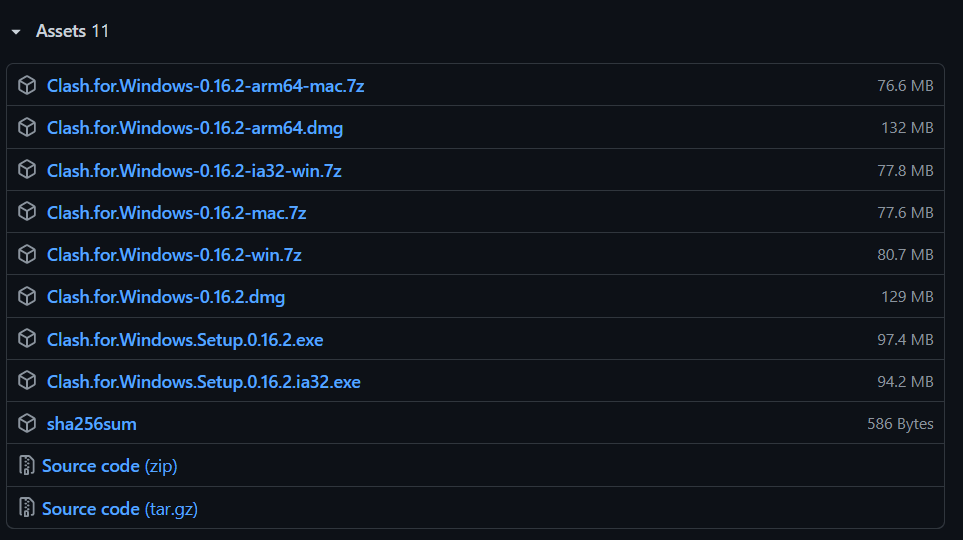 Assets 11
Clash.for.Windows-0.16.2-arm64-mac.7z 76.6 MB
Clash.for.Windows-0.16.2-arm64.dmg 132 MB
Clash.for.Windows-0.16.2-ia32-win.7z 77.8 MB
Clash.for.Windows-0.16.2-mac.7z 77.6 MB
Clash.for.Windows-0.16.2-win.7z 80.7 MB
Clash.for.Windows-0.16.2.dmg 129 MB
Clash.for.Windows.Setup.0.16.2.exe 97.4 MB
Clash.for.Windows.Setup.0.16.2.ia32.exe 94.2 MB
sha256sum 586 Bytes
Source code (zip)
Source code (tar.gz)